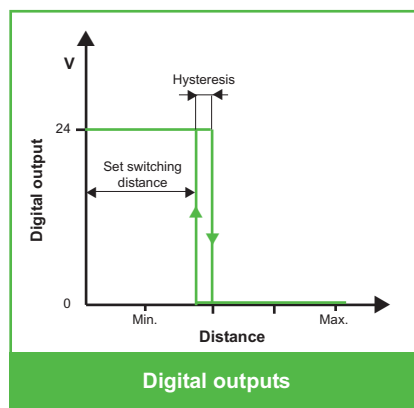 V
Hysteresis
24
Set switching
distance
Digital output
0
Min.
Max.
Distance
Digital outputs